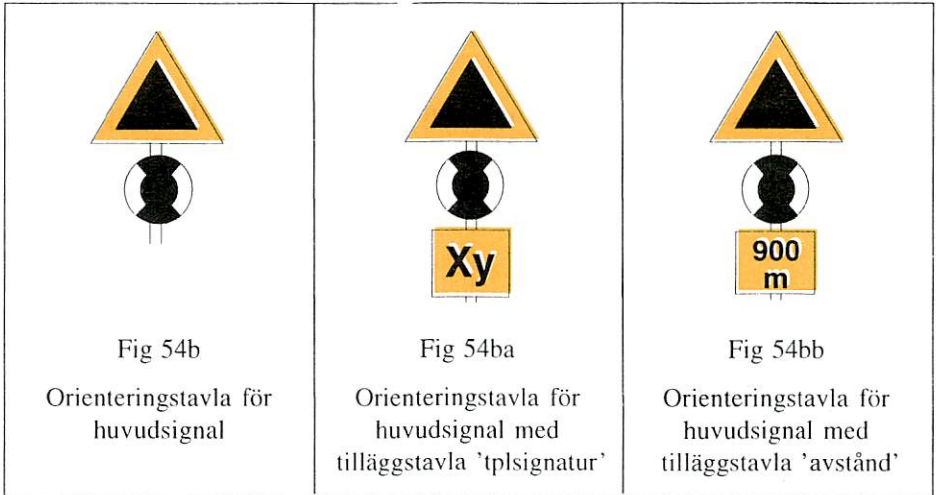 Xy
900
m
Fig 54b
Orienteringstavla för
huvudsignal
Fig 54ba
Orienteringstavla för
huvudsignal med
tilläggstavla 'tplsignatur'
Fig 54bb
Orienteringstavla för
huvudsignal med
tilläggstavla 'avstånd'